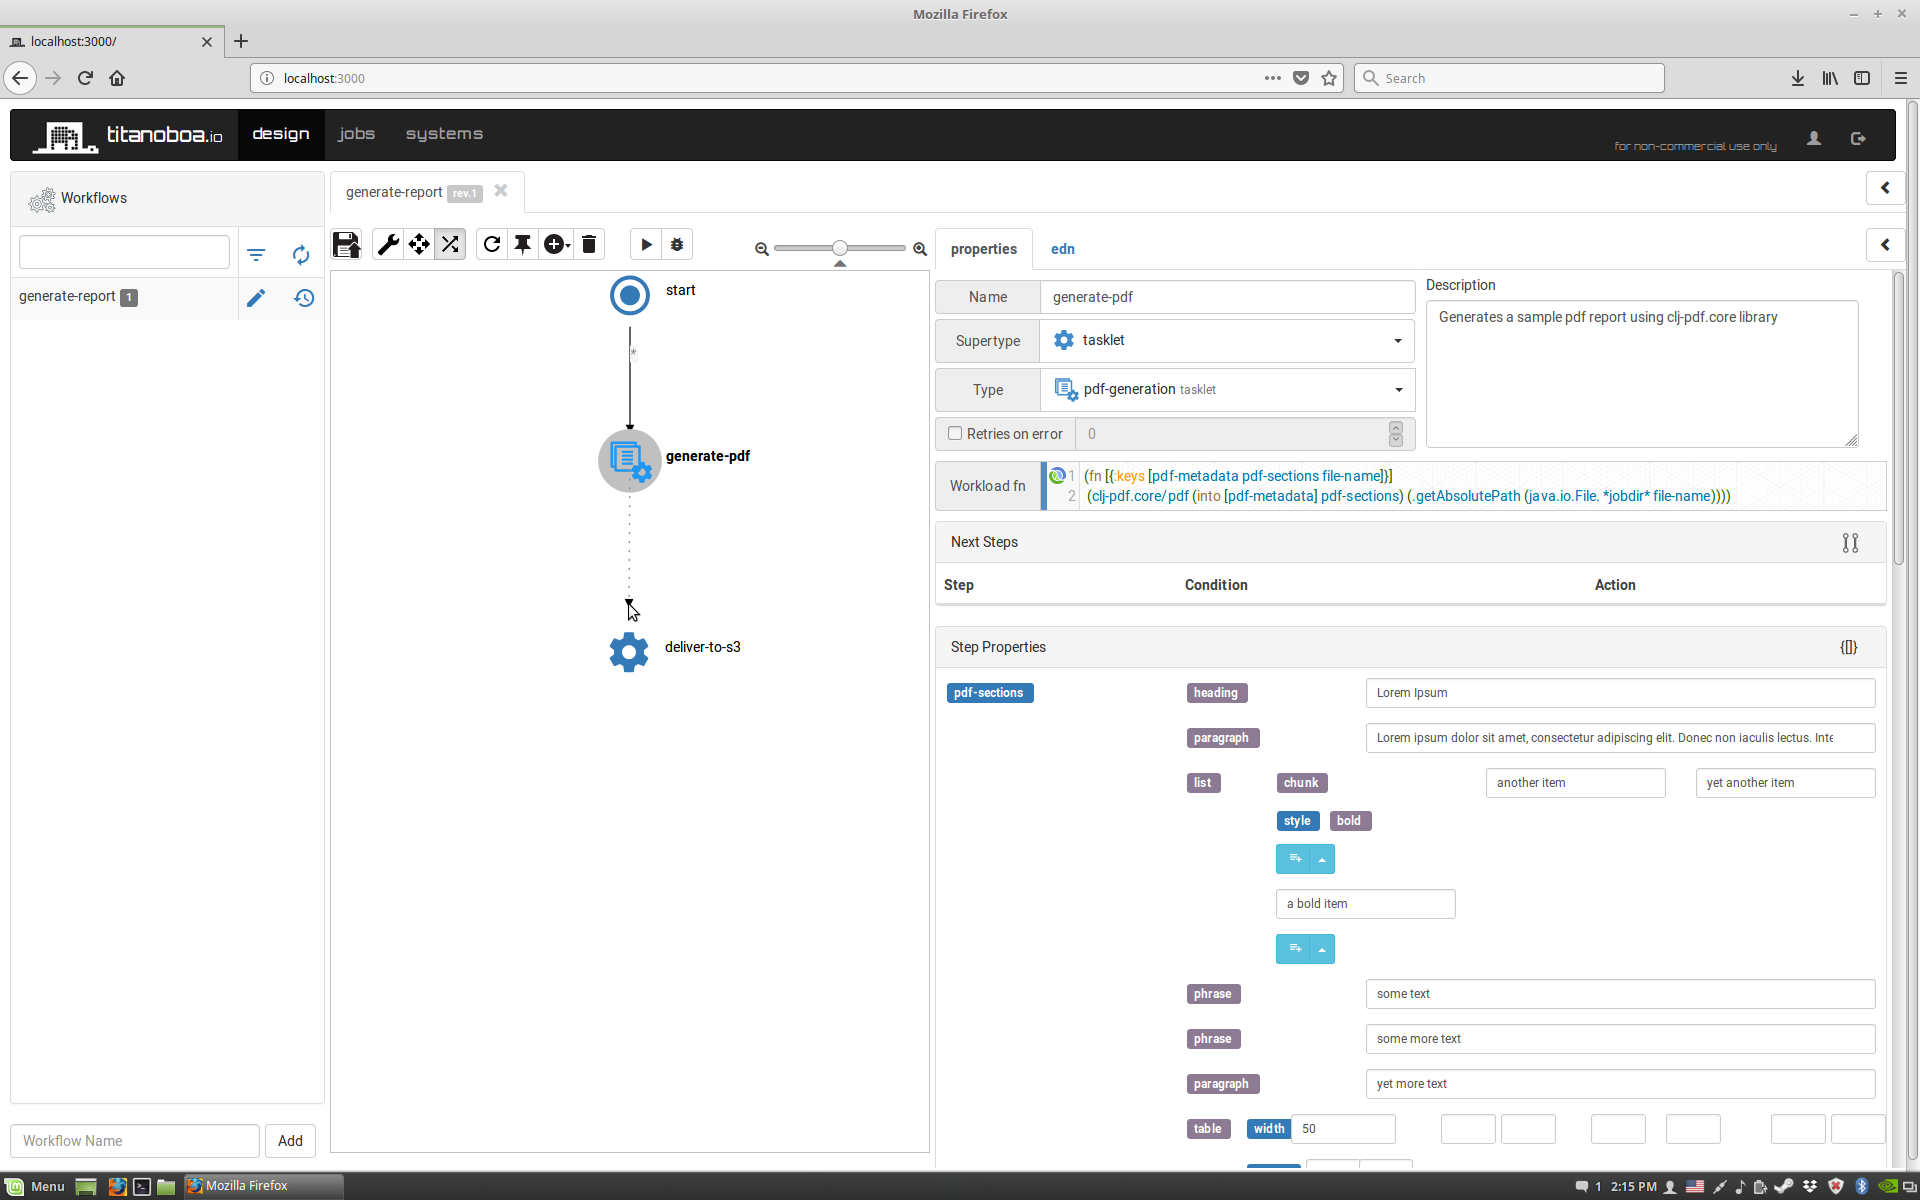 Mozilla Firefox
localhost:3000/
localhost:3000
Search
titanoboa.io
design
jobs
systems
for non-commercial use only
Workflows
generate-report 1
Workflow Name
Add
generate-report rev.1
start
*
generate-pdf
deliver-to-s3
properties
edn
Name
generate-pdf
Supertype
tasklet
Type
pdf-generation tasklet
Retries on error
0
Description
Generates a sample pdf report using clj-pdf.core library
Workload fn
1 (fn [{:keys [pdf-metadata pdf-sections file-name]}]
2 (clj-pdf.core/pdf (into [pdf-metadata] pdf-sections) (.getAbsolutePath (java.io.File. *jobdir* file-name))))
Next Steps
Step Condition Action
Step Properties
{[]}
pdf-sections
heading
Lorem Ipsum
paragraph
Lorem ipsum dolor sit amet, consectetur adipiscing elit. Donec non iaculis lectus. Inte
list
chunk
another item
yet another item
style
bold
a bold item
phrase
some text
phrase
some more text
paragraph
yet more text
table
width
50
Menu
Mozilla Firefox
1
2:15 PM